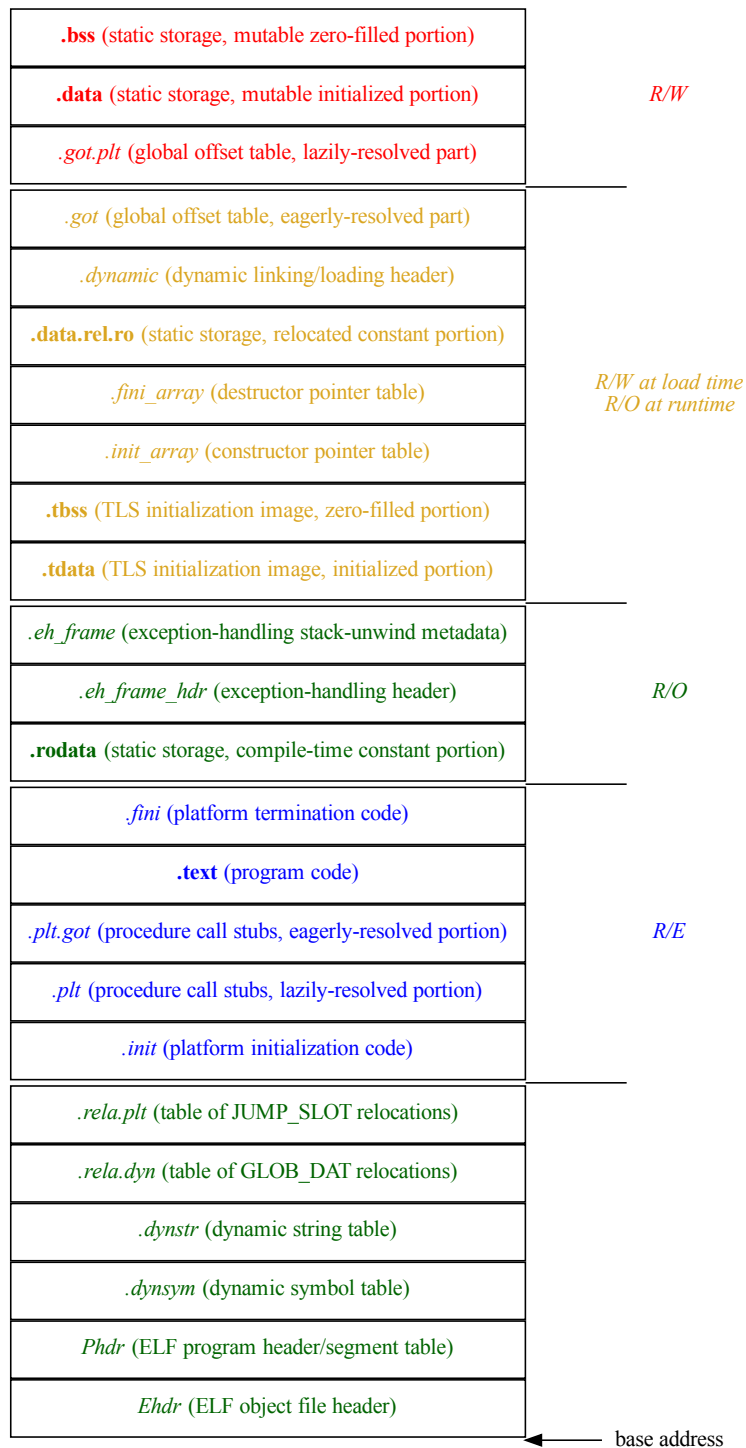 .bss (static storage, mutable zero-filled portion)
.data (static storage, mutable initialized portion)
R/W
.got.plt (global offset table, lazily-resolved part)
.got (global offset table, eagerly-resolved part)
.dynamic (dynamic linking/loading header)
.data.rel.ro (static storage, relocated constant portion)
R/W at load time
R/O at runtime
.fini_array (destructor pointer table)
.init_array (constructor pointer table)
.tbss (TLS initialization image, zero-filled portion)
.tdata (TLS initialization image, initialized portion)
.eh_frame (exception-handling stack-unwind metadata)
.eh_frame_hdr (exception-handling header)
R/O
.rodata (static storage, compile-time constant portion)
.fini (platform termination code)
.text (program code)
.plt.got (procedure call stubs, eagerly-resolved portion)
R/E
.plt (procedure call stubs, lazily-resolved portion)
.init (platform initialization code)
.rela.plt (table of JUMP_SLOT relocations)
.rela.dyn (table of GLOB_DAT relocations)
.dynstr (dynamic string table)
.dynsym (dynamic symbol table)
Phdr (ELF program header/segment table)
Ehdr (ELF object file header)
base address